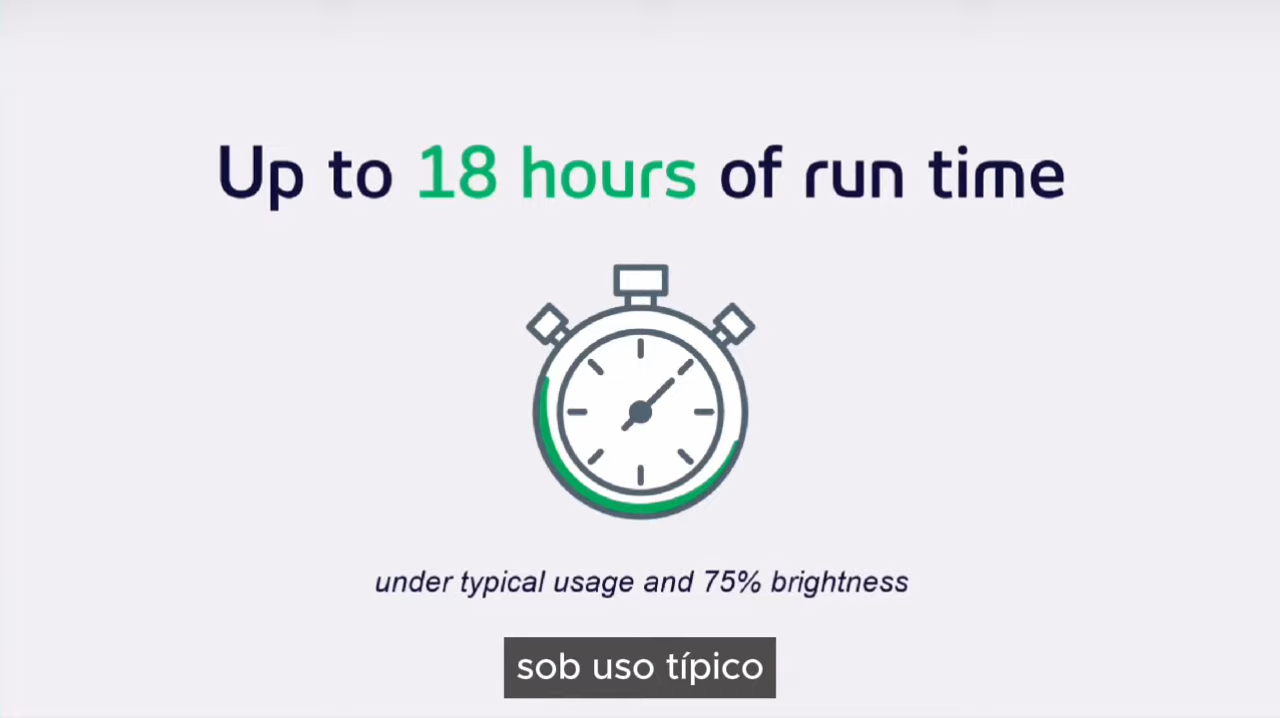 Up to 18 hours of run time
under typical usage and 75% brightness
sob uso típico